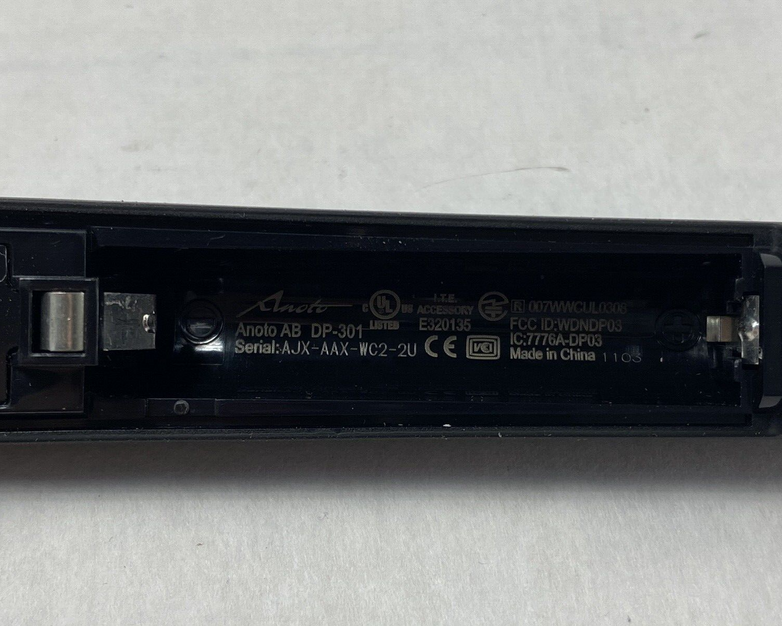 Anoto
Anoto AB DP-301
Serial:AJX-AAX-WC2-2U
C UL US
LISTED
I.T.E.
ACCESSORY
E320135
CE
VCI
R 007WWCUL0308
FCC ID:WDNDP03
IC:7776A-DP03
Made in China 1103